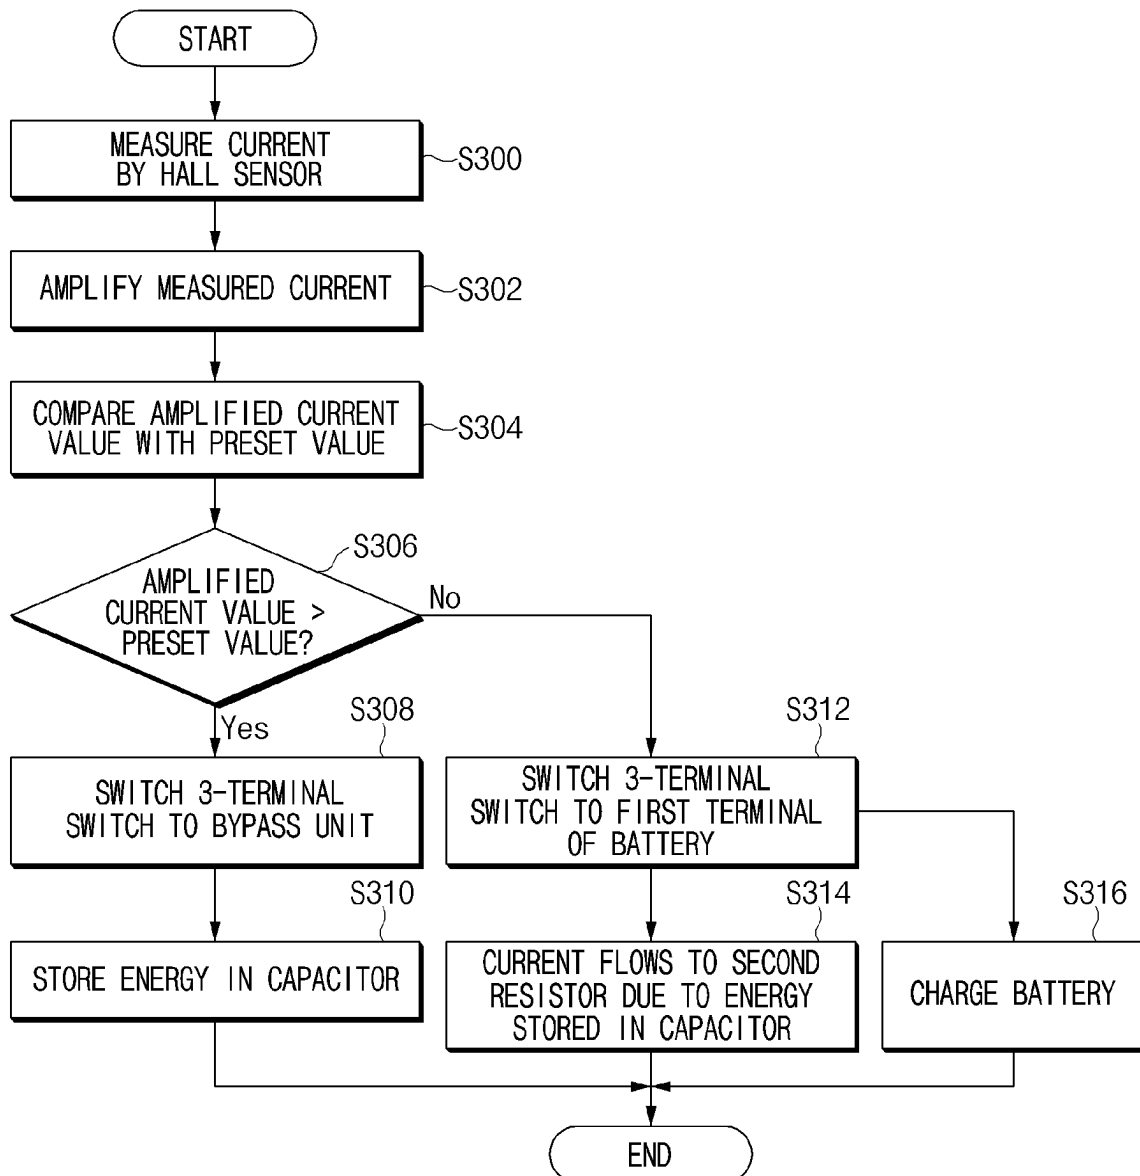 START
MEASURE CURRENT
BY HALL SENSOR
S300
AMPLIFY MEASURED CURRENT
S302
COMPARE AMPLIFIED CURRENT
VALUE WITH PRESET VALUE
S304
S306
AMPLIFIED
CURRENT VALUE >
PRESET VALUE?
No
Yes
S308
SWITCH 3-TERMINAL
SWITCH TO BYPASS UNIT
S312
SWITCH 3-TERMINAL
SWITCH TO FIRST TERMINAL
OF BATTERY
S310
STORE ENERGY IN CAPACITOR
S314
CURRENT FLOWS TO SECOND
RESISTOR DUE TO ENERGY
STORED IN CAPACITOR
S316
CHARGE BATTERY
END